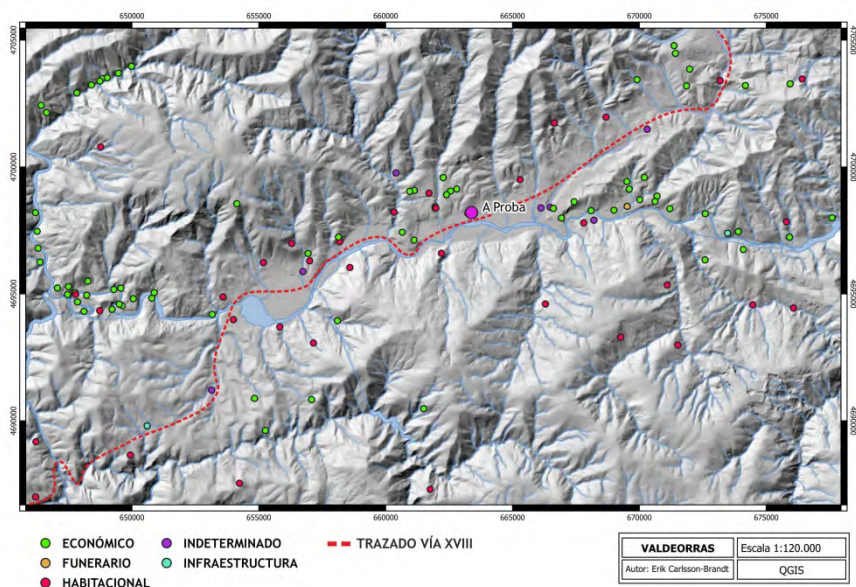 650000 655000 660000 665000 670000 675000
4705000 4705000
4700000 4700000
A Proba
4695000 4695000
4690000 4690000
650000 655000 660000 665000 670000 675000
ECONÓMICO INDETERMINADO TRAZADO VÍA XVIII
FUNERARIO INFRAESTRUCTURA
HABITACIONAL
VALDEORRAS Escala 1:120.000
Autor: Erik Carlsson-Brandt QGIS